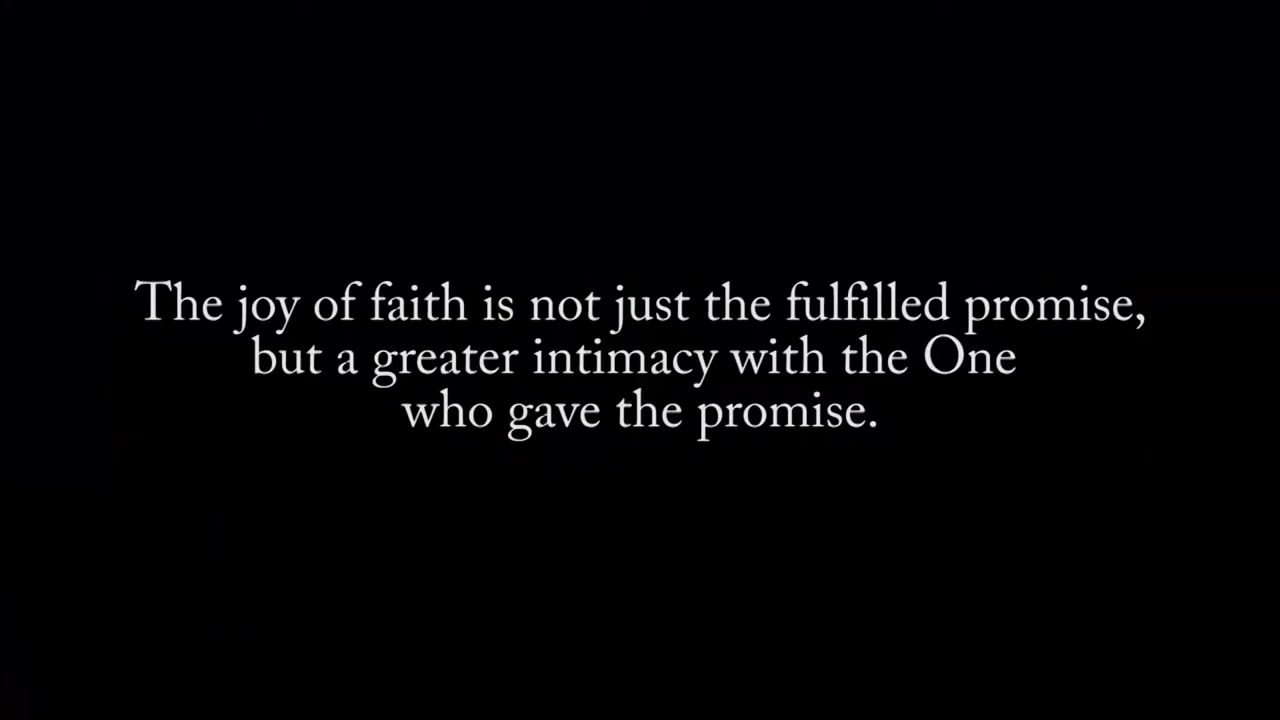 The joy of faith is not just the fulfilled promise,
but a greater intimacy with the One
who gave the promise.